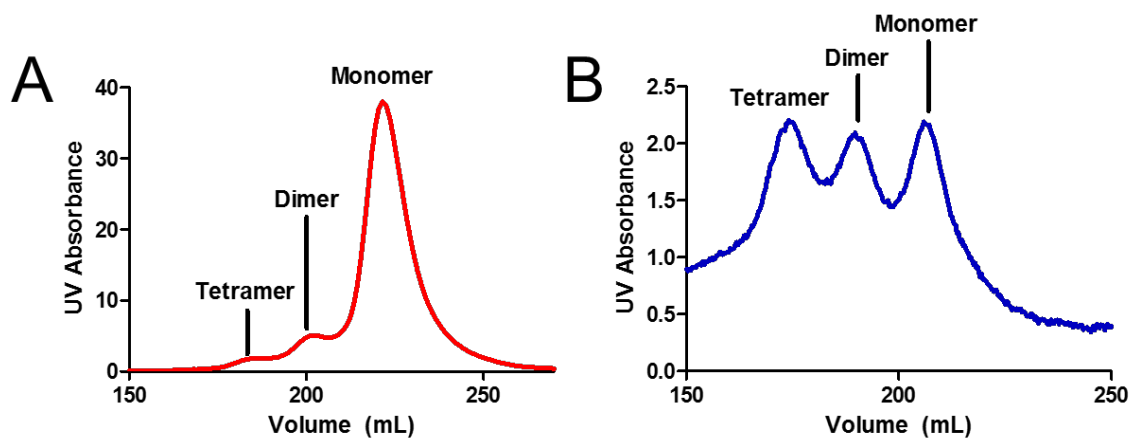 A
UV Absorbance
40
30
20
10
0
150
200
250
Volume (mL)
Tetramer
Dimer
Monomer
B
UV Absorbance
2.5
2.0
1.5
1.0
0.5
0.0
150
200
250
Volume (mL)
Tetramer
Dimer
Monomer